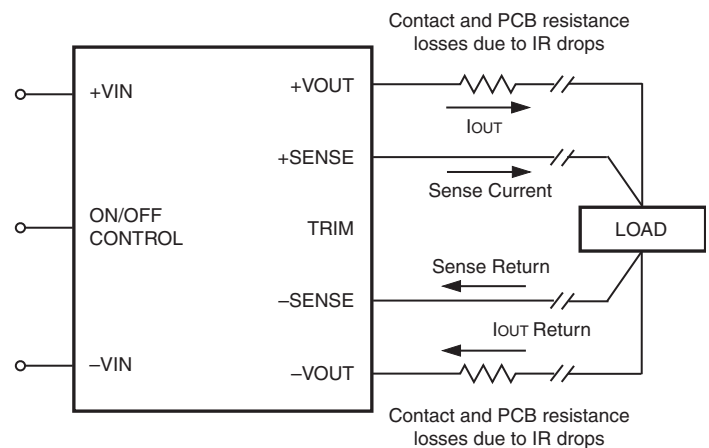 Contact and PCB resistance
losses due to IR drops
+VIN
+VOUT
IOUT
+SENSE
Sense Current
ON/OFF
CONTROL
TRIM
LOAD
Sense Return
–SENSE
IOUT Return
–VIN
–VOUT
Contact and PCB resistance
losses due to IR drops